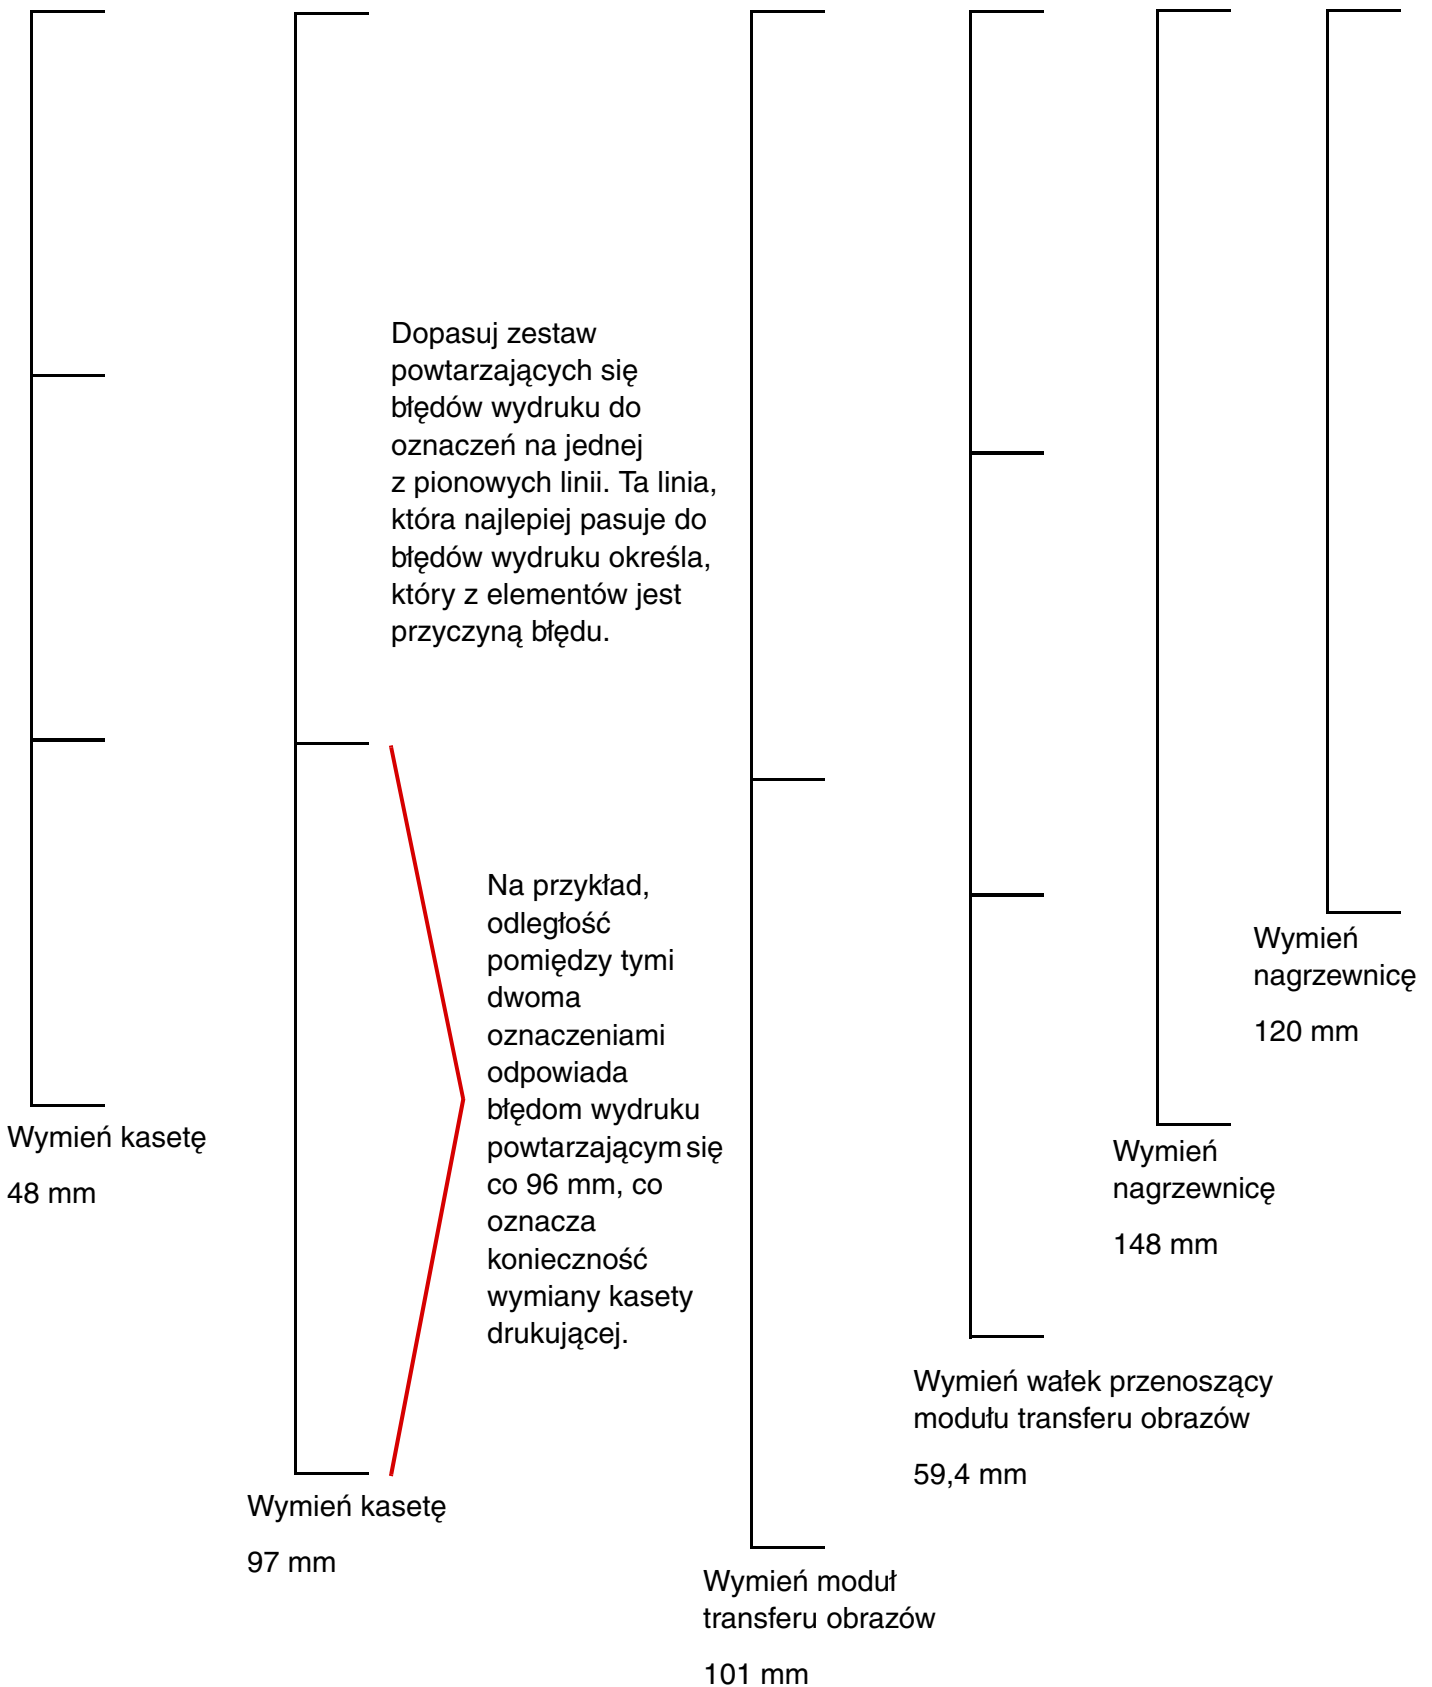 Dopasuj zestaw
powtarzających się
błędów wydruku do
oznaczeń na jednej
z pionowych linii. Ta linia,
która najlepiej pasuje do
błędów wydruku określa,
który z elementów jest
przyczyną błędu.
Na przykład,
odległość
pomiędzy tymi
dwoma
oznaczeniami
odpowiada
błędom wydruku
powtarzającym się
co 96 mm, co
oznacza
konieczność
wymiany kasety
drukującej.
Wymień kasetę
48 mm
Wymień kasetę
97 mm
Wymień moduł
transferu obrazów
101 mm
Wymień wałek przenoszący
modułu transferu obrazów
59,4 mm
Wymień
nagrzewnicę
148 mm
Wymień
nagrzewnicę
120 mm